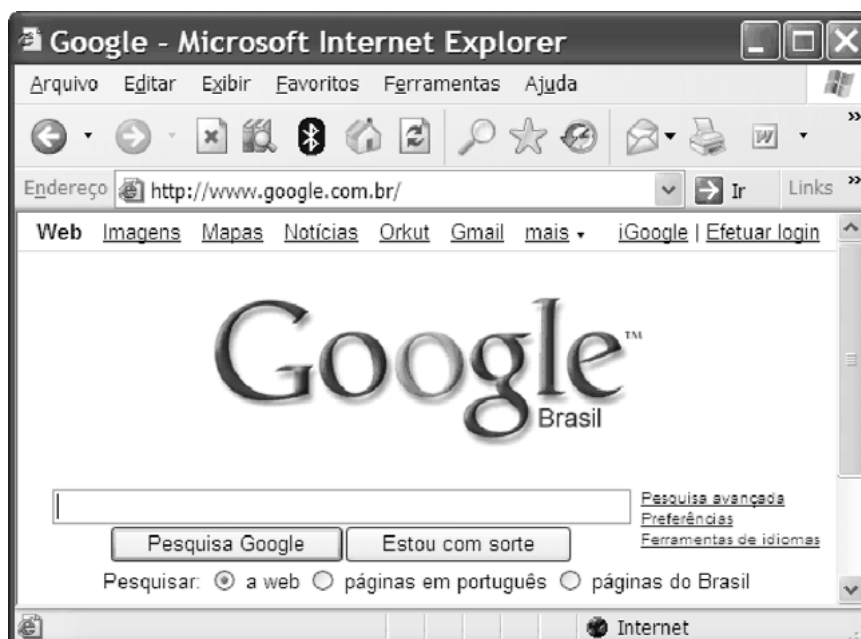 Google - Microsoft Internet Explorer
Arquivo Editar Exibir Favoritos Ferramentas Ajuda
W
Endereço http://www.google.com.br/ Ir Links
Web Imagens Mapas Notícias Orkut Gmail mais iGoogle | Efetuar login
Google™
Brasil
Pesquisa avançada
Preferências
Ferramentas de idiomas
Pesquisa Google Estou com sorte
Pesquisar: a web páginas em português páginas do Brasil
Internet